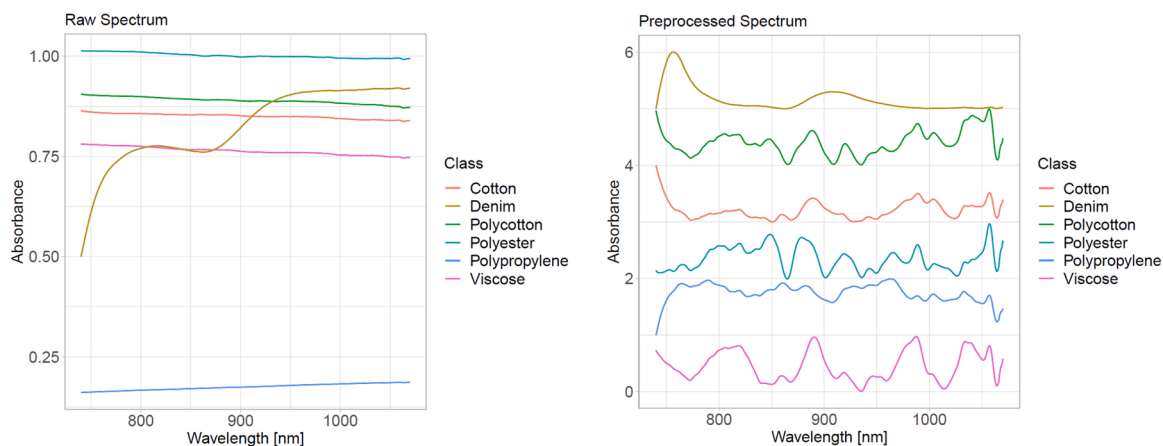 Raw Spectrum
1.00
0.75
0.50
0.25
Absorbance
800
900
1000
Wavelength [nm]
Class
Cotton
Denim
Polycotton
Polyester
Polypropylene
Viscose
Preprocessed Spectrum
6
4
2
0
Absorbance
800
900
1000
Wavelength [nm]
Class
Cotton
Denim
Polycotton
Polyester
Polypropylene
Viscose